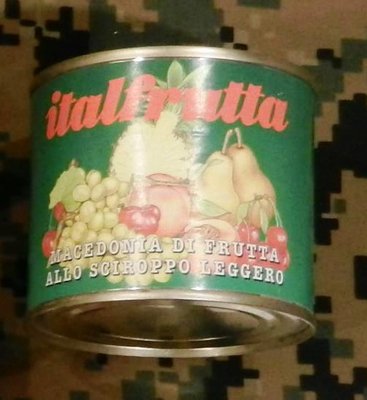 italfrutta
MACEDONIA DI FRUTTA
ALLO SCIROPPO LEGGERO